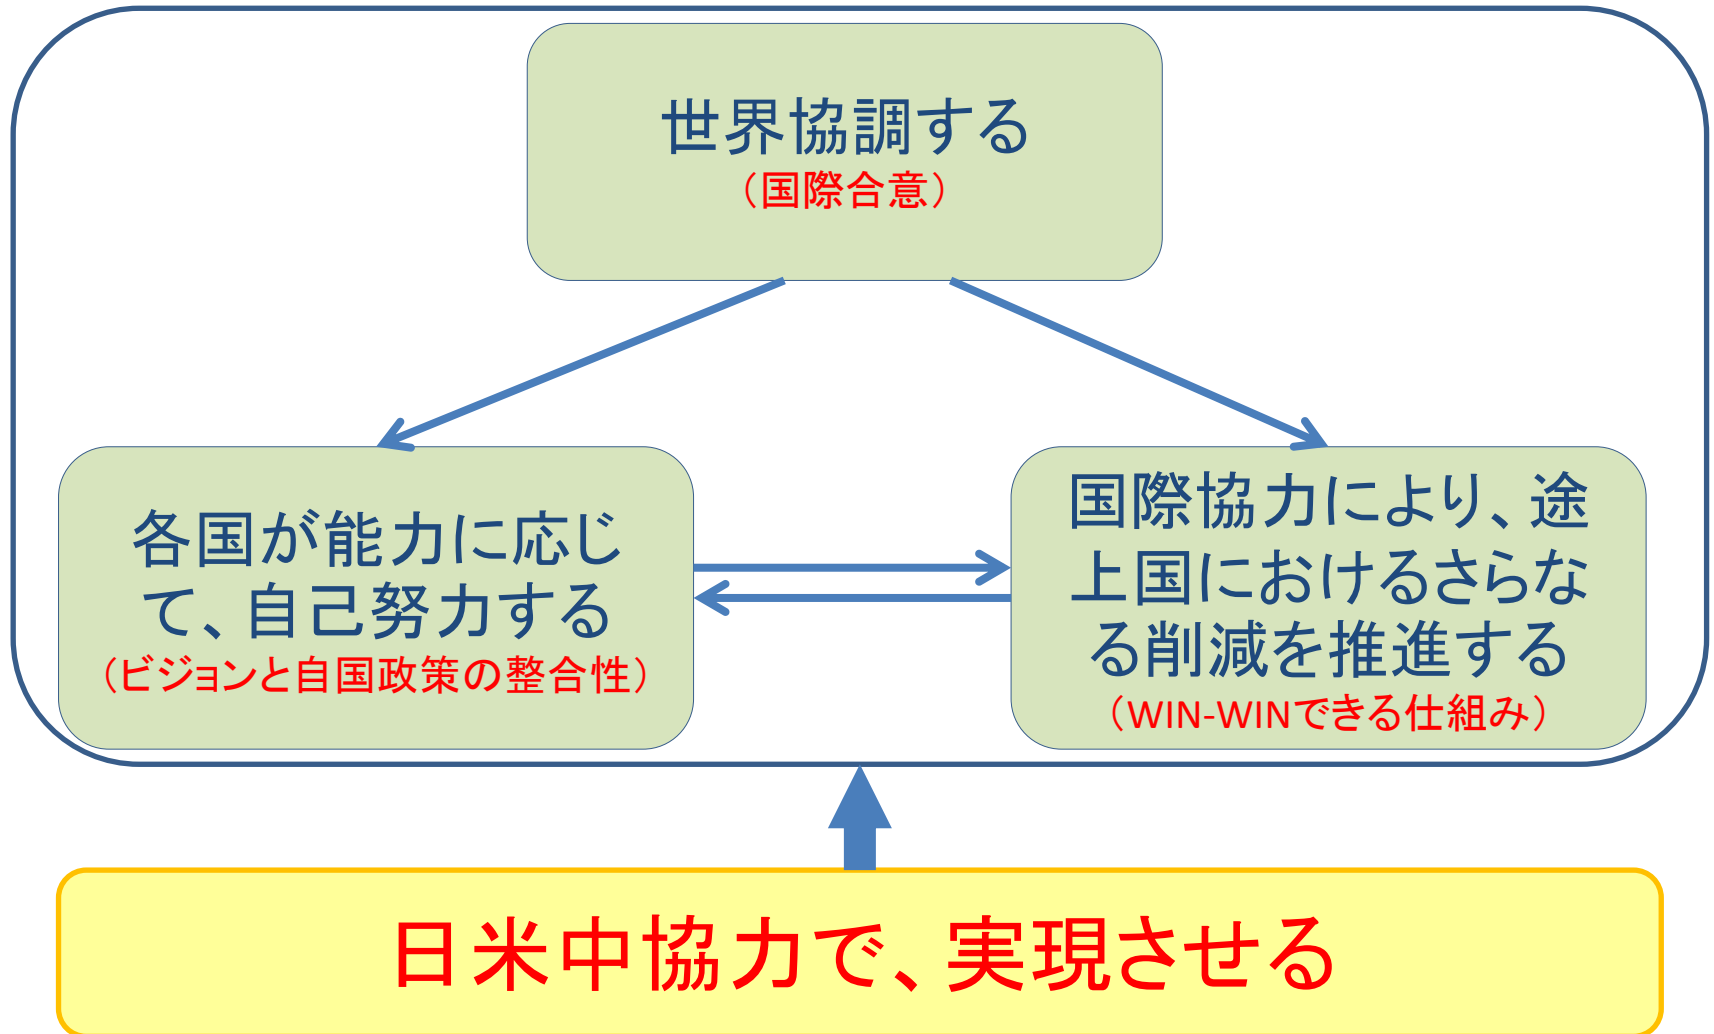 世界協調する
（国際合意）
各国が能力に応じ
て、自己努力する
（ビジョンと自国政策の整合性）
国際協力により、途
上国におけるさらな
る削減を推進する
（WIN-WINできる仕組み）
日米中協力で、実現させる